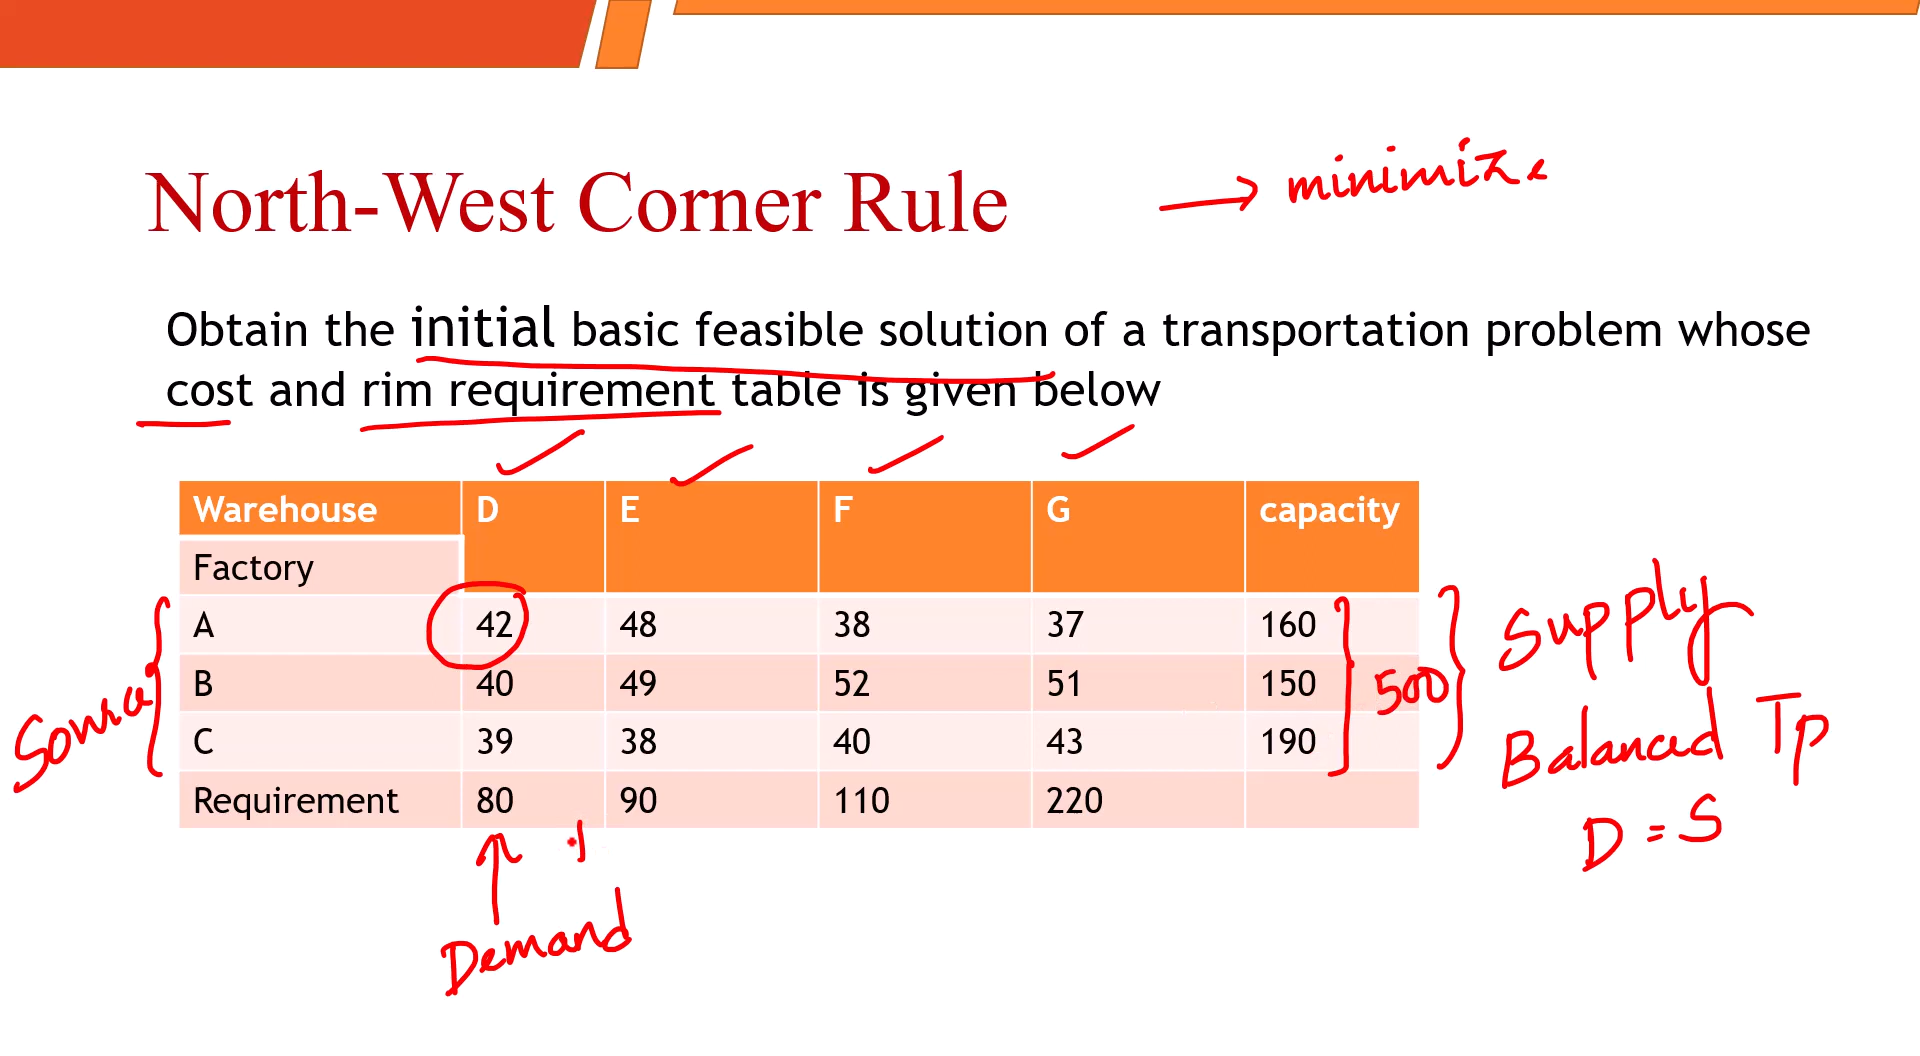 North-West Corner Rule → minimize
Obtain the initial basic feasible solution of a transportation problem whose
cost and rim requirement table is given below
Warehouse D E F G capacity
Factory
A 42 48 38 37 160
B 40 49 52 51 150
C 39 38 40 43 190
Requirement 80 90 110 220
Source
500
Supply
Balanced Tp
D = S
Demand